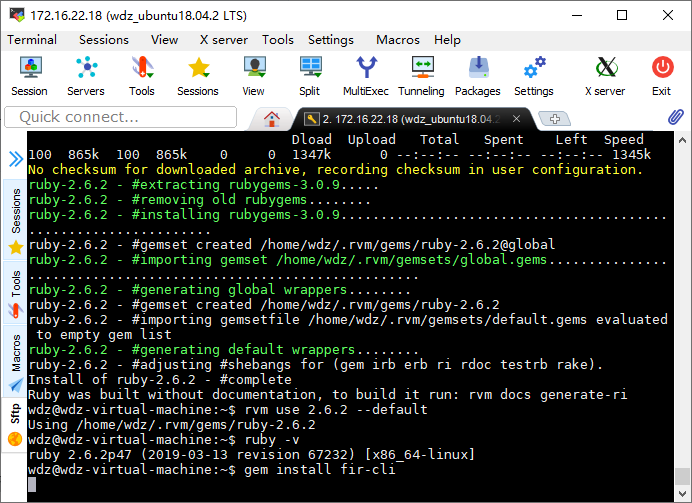 172.16.22.18 (wdz_ubuntu18.04.2 LTS)
Terminal Sessions View X server Tools Settings Macros Help
Session Servers Tools Sessions View Split MultiExec Tunneling Packages Settings X server Exit
Quick connect...
2. 172.16.22.18 (wdz_ubuntu18.04.2
Sessions
Tools
Macros
Sftp
Dload Upload Total Spent Left Speed
100 865k 100 865k 0 0 1347k 0 --:--:-- --:--:-- --:--:-- 1345k
No checksum for downloaded archive, recording checksum in user configuration.
ruby-2.6.2 - #extracting rubygems-3.0.9.....
ruby-2.6.2 - #removing old rubygems........
ruby-2.6.2 - #installing rubygems-3.0.9.........................................
.......................
ruby-2.6.2 - #gemset created /home/wdz/.rvm/gems/ruby-2.6.2@global
ruby-2.6.2 - #importing gemset /home/wdz/.rvm/gemsets/global.gems...............
.................................................
ruby-2.6.2 - #generating global wrappers........
ruby-2.6.2 - #gemset created /home/wdz/.rvm/gems/ruby-2.6.2
ruby-2.6.2 - #importing gemsetfile /home/wdz/.rvm/gemsets/default.gems evaluated
to empty gem list
ruby-2.6.2 - #generating default wrappers........
ruby-2.6.2 - #adjusting #shebangs for (gem irb erb ri rdoc testrb rake).
Install of ruby-2.6.2 - #complete
Ruby was built without documentation, to build it run: rvm docs generate-ri
wdz@wdz-virtual-machine:~$ rvm use 2.6.2 --default
Using /home/wdz/.rvm/gems/ruby-2.6.2
wdz@wdz-virtual-machine:~$ ruby -v
ruby 2.6.2p47 (2019-03-13 revision 67232) [x86_64-linux]
wdz@wdz-virtual-machine:~$ gem install fir-cli